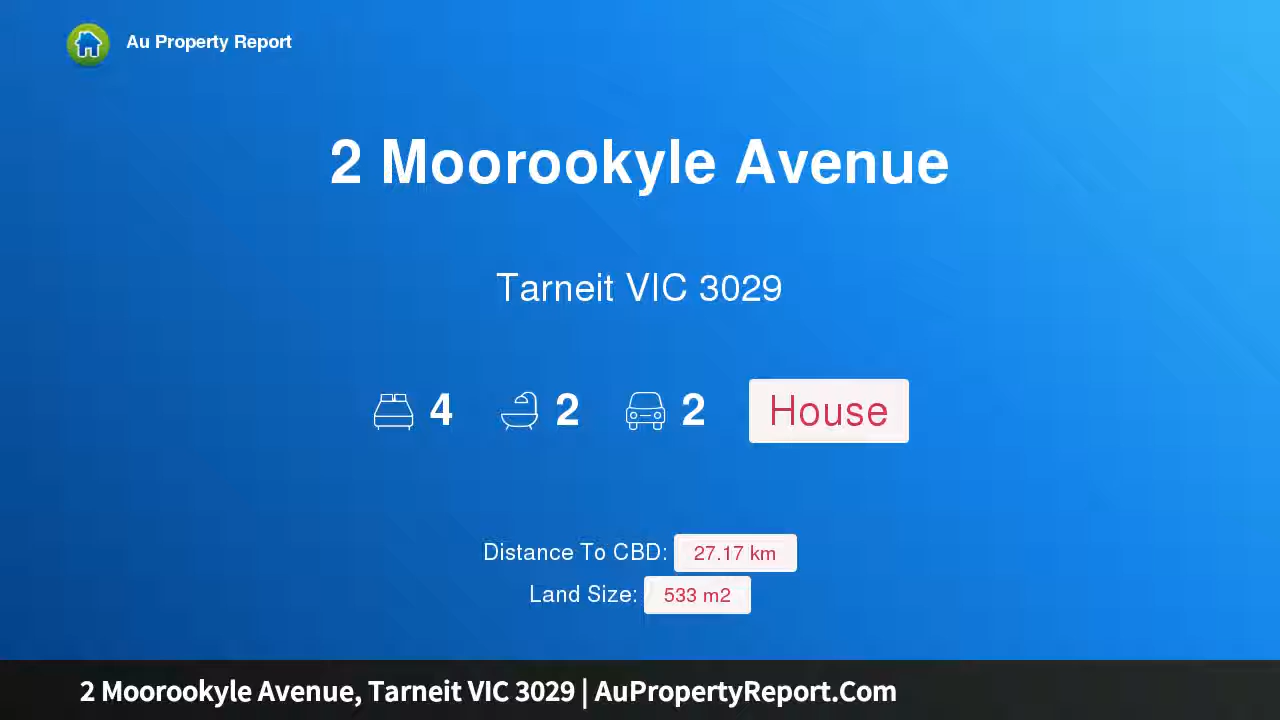 Au Property Report
2 Moorookyle Avenue
Tarneit VIC 3029
4 2 2 House
Distance To CBD: 27.17 km
Land Size: 533 m2
2 Moorookyle Avenue, Tarneit VIC 3029 | AuPropertyReport.Com